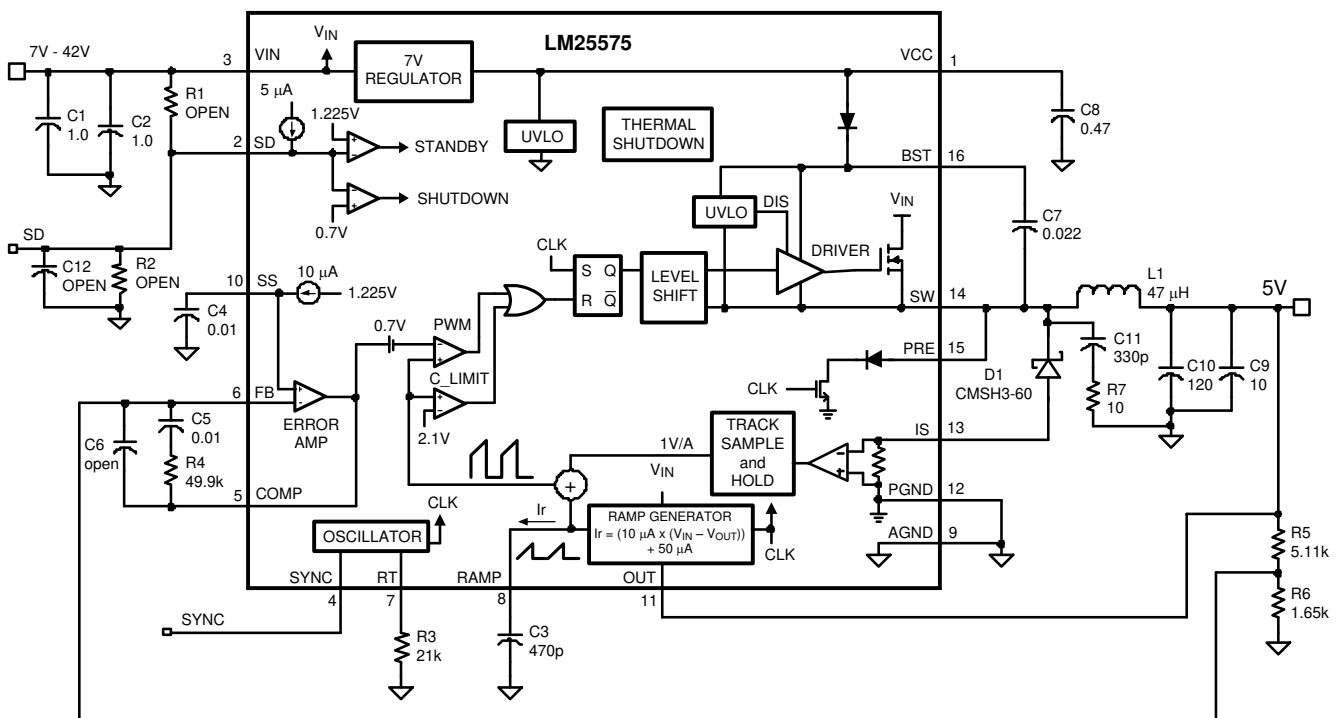 LM25575
7V - 42V
3
VIN
V_IN
7V
REGULATOR
VCC
1
C1
1.0
C2
1.0
R1
OPEN
5 µA
1.225V
2
SD
STANDBY
SHUTDOWN
0.7V
UVLO
THERMAL
SHUTDOWN
C8
0.47
BST
16
UVLO
DIS
V_IN
DRIVER
C7
0.022
SD
C12
OPEN
R2
OPEN
10
SS
10 µA
1.225V
C4
0.01
CLK
S Q
R Q̅
LEVEL
SHIFT
SW
14
L1
47 µH
5V
0.7V
PWM
C_LIMIT
2.1V
PRE
15
CLK
C11
330p
R7
10
C10
120
C9
10
D1
CMSH3-60
6
FB
ERROR
AMP
C5
0.01
C6
open
R4
49.9k
5
COMP
1V/A
TRACK
SAMPLE
and
HOLD
IS
13
V_IN
+
PGND
12
Ir
RAMP GENERATOR
Ir = (10 µA x (V_IN – V_OUT))
+ 50 µA
CLK
AGND
9
CLK
OSCILLATOR
SYNC
4
RT
7
RAMP
8
OUT
11
R5
5.11k
R6
1.65k
SYNC
R3
21k
C3
470p